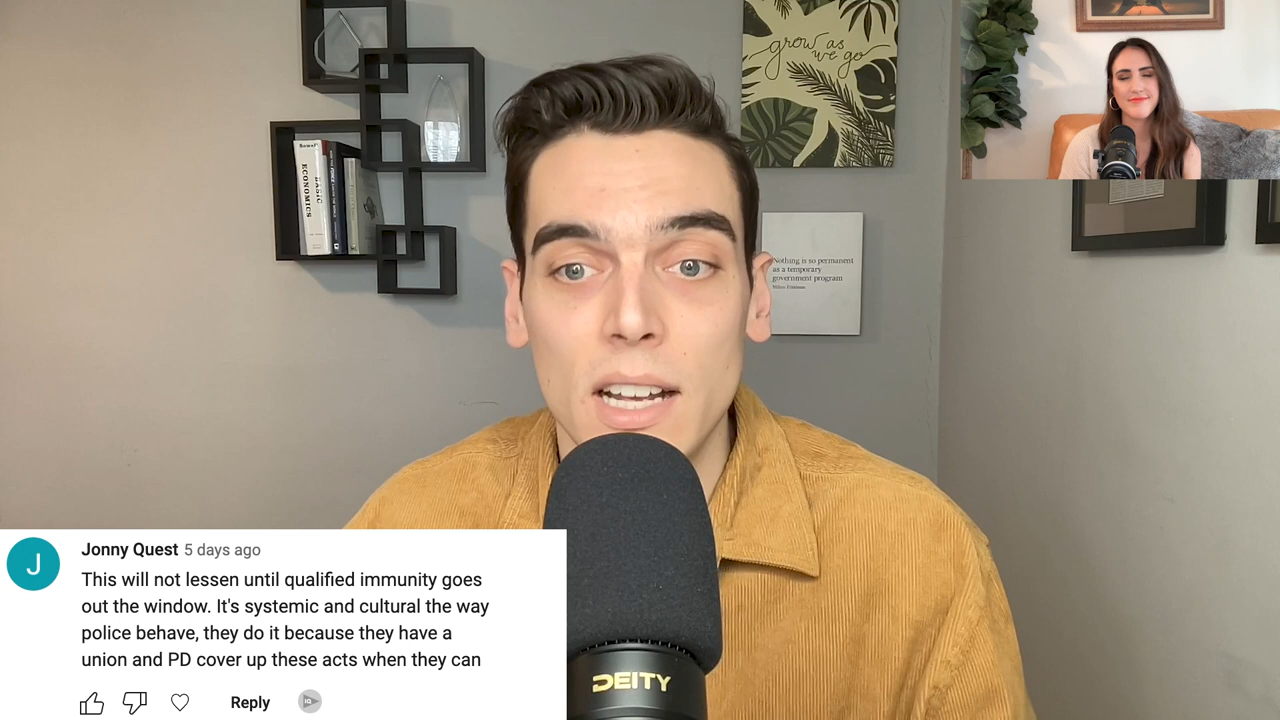 BASIC
ECONOMICS
grow as
we go
Nothing is so permanent
as a temporary
government program
Jonny Quest 5 days ago
This will not lessen until qualified immunity goes
out the window. It's systemic and cultural the way
police behave, they do it because they have a
union and PD cover up these acts when they can
Reply
DEITY